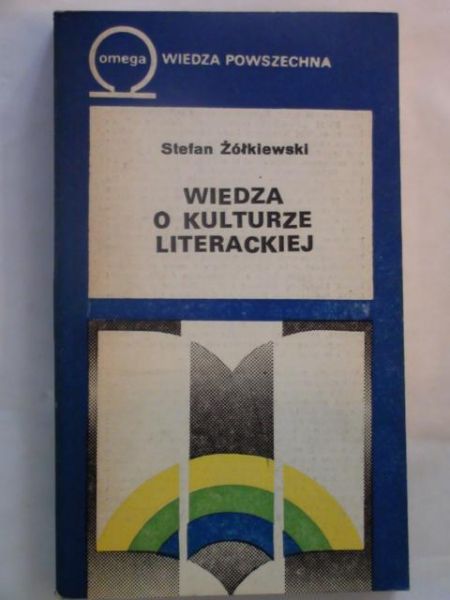 omega WIEDZA POWSZECHNA
Stefan Żółkiewski
WIEDZA
O KULTURZE
LITERACKIEJ